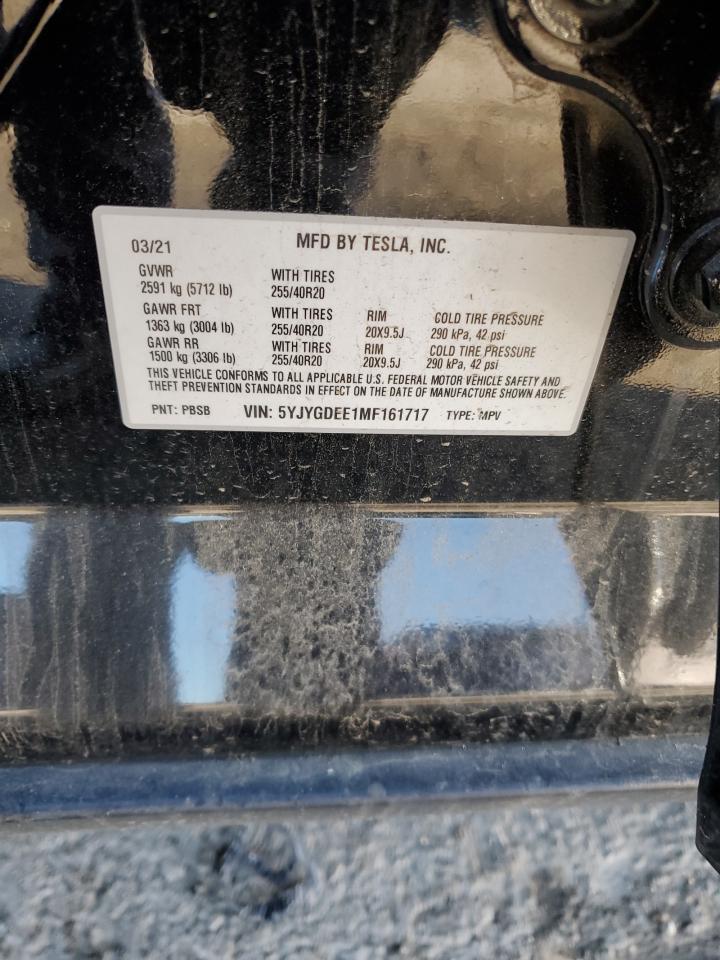 03/21 MFD BY TESLA, INC.
GVWR WITH TIRES
2591 kg (5712 lb) 255/40R20
GAWR FRT WITH TIRES RIM COLD TIRE PRESSURE
1363 kg (3004 lb) 255/40R20 20X9.5J 290 kPa, 42 psi
GAWR RR WITH TIRES RIM COLD TIRE PRESSURE
1500 kg (3306 lb) 255/40R20 20X9.5J 290 kPa, 42 psi
THIS VEHICLE CONFORMS TO ALL APPLICABLE U.S. FEDERAL MOTOR VEHICLE SAFETY AND
THEFT PREVENTION STANDARDS IN EFFECT ON THE DATE OF MANUFACTURE SHOWN ABOVE.
PNT: PBSB VIN: 5YJYGDEE1MF161717 TYPE: MPV